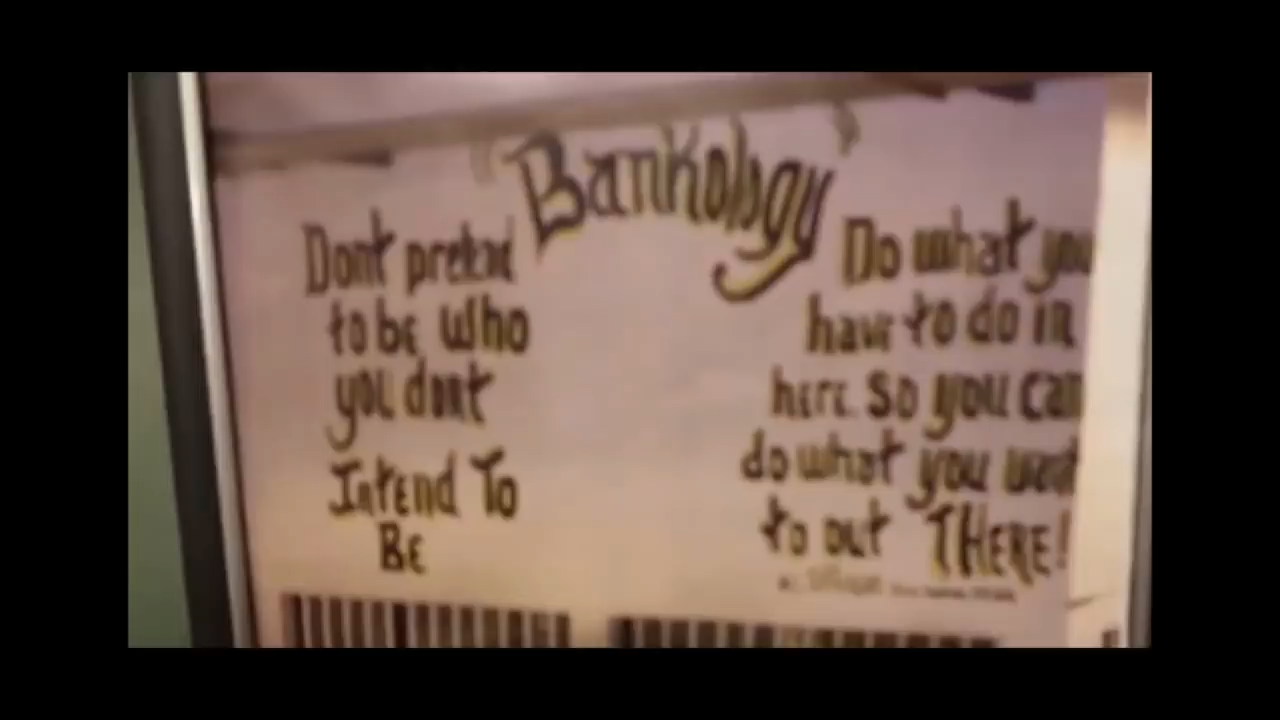 "Bankology"
Dont pretend
to be who
you dont
Intend To
BE
Do what you
have to do in
here so you can
do what you want
to out THERE!